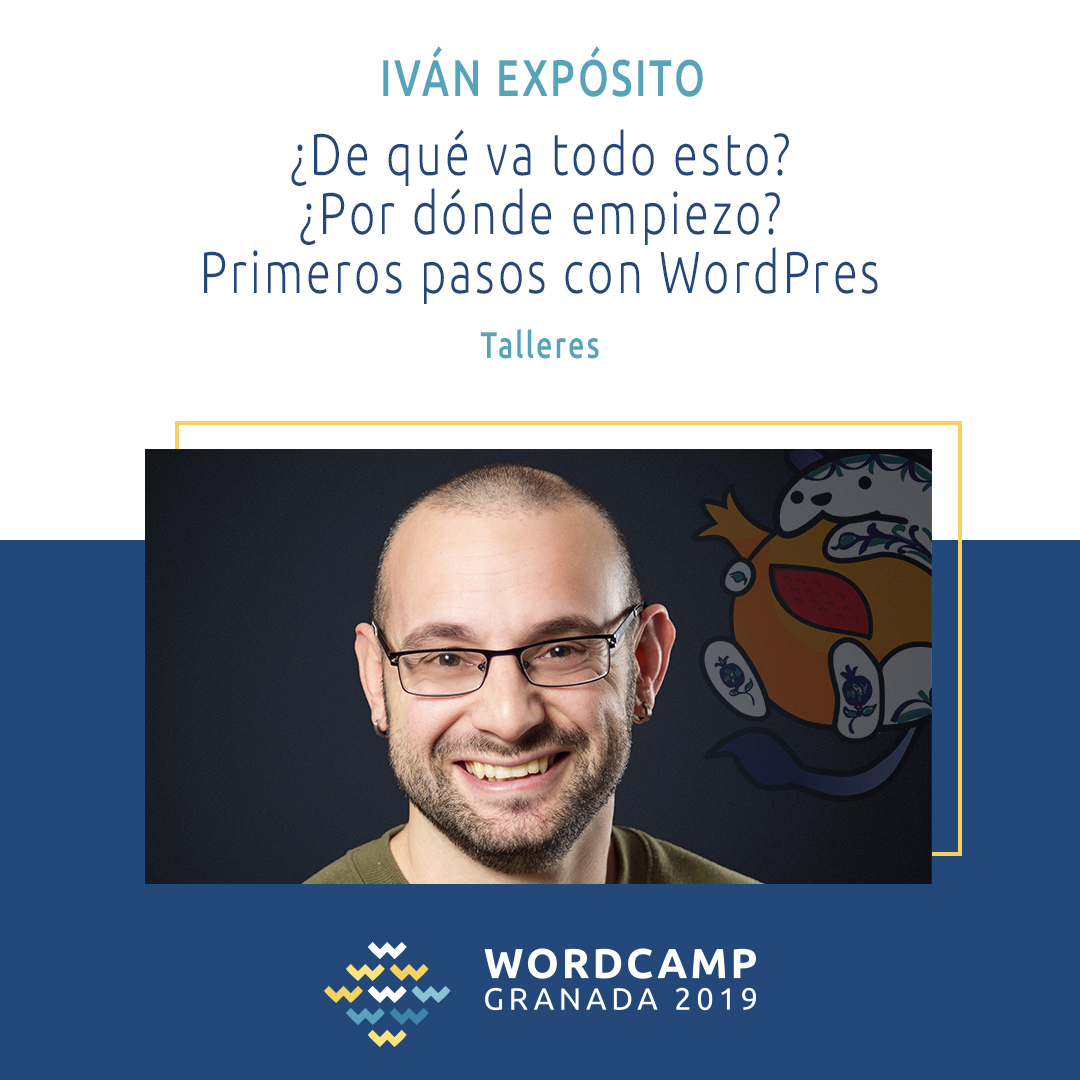 IVÁN EXPÓSITO
¿De qué va todo esto?
¿Por dónde empiezo?
Primeros pasos con WordPres
Talleres
WORDCAMP
GRANADA 2019